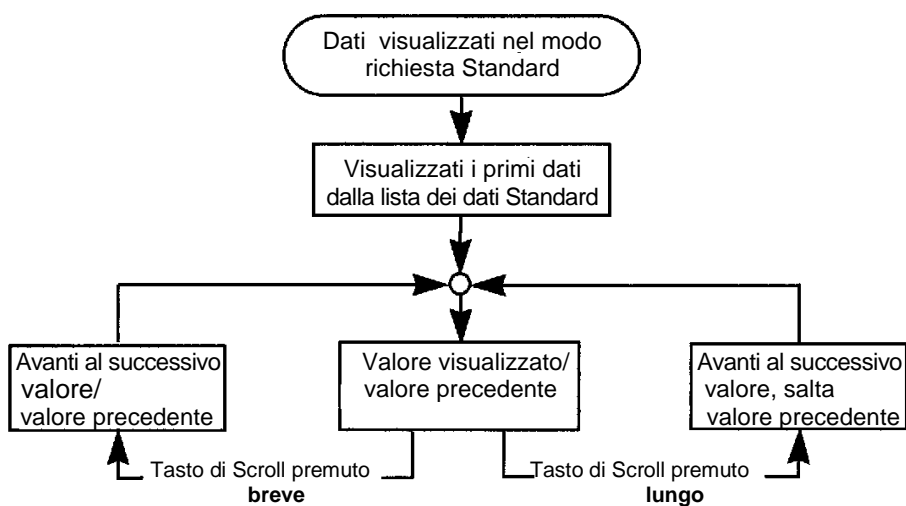 Dati visualizzati nel modo
richiesta Standard
Visualizzati i primi dati
dalla lista dei dati Standard
Avanti al successivo
valore/
valore precedente
Valore visualizzato/
valore precedente
Avanti al successivo
valore, salta
valore precedente
Tasto di Scroll premuto
breve
Tasto di Scroll premuto
lungo